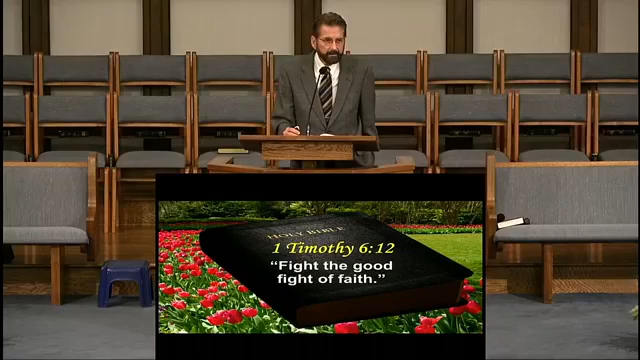 HOLY BIBLE
1 Timothy 6:12
“Fight the good
fight of faith.”